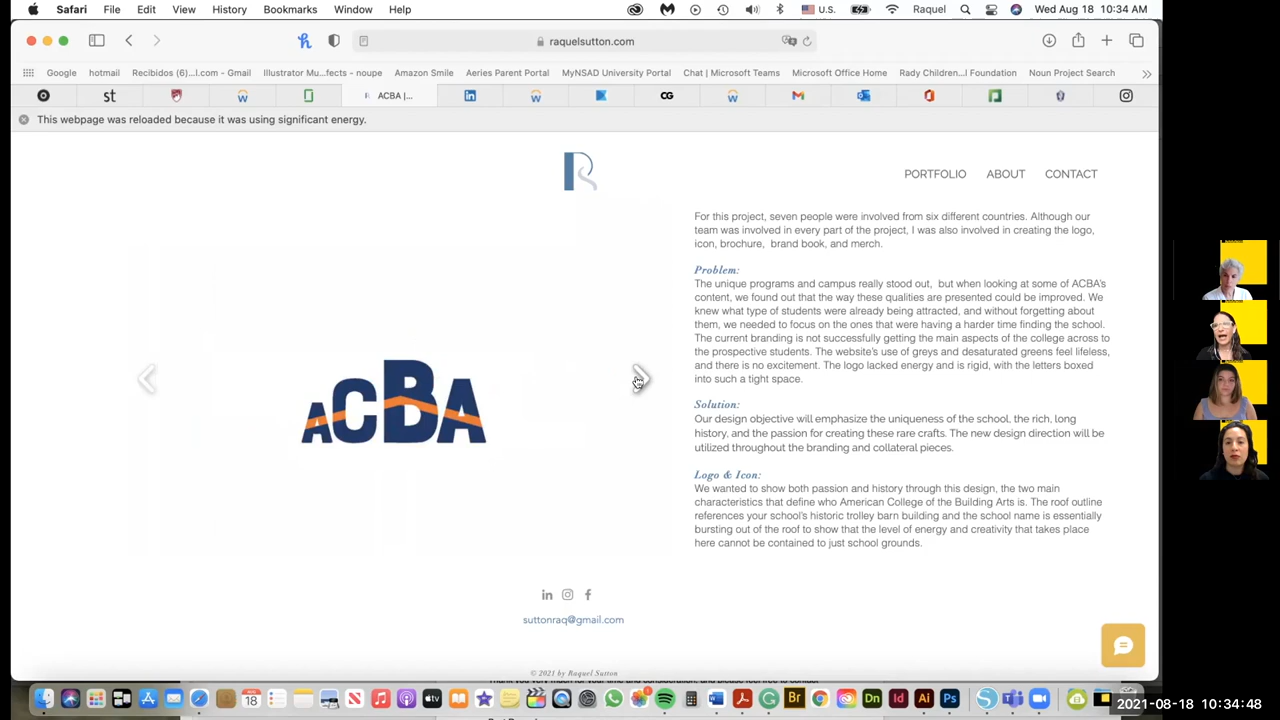 Safari File Edit View History Bookmarks Window Help U.S. Raquel Wed Aug 18 10:34 AM
raquelsutton.com
Google hotmail Recibidos (6)...l.com - Gmail Illustrator Mu...fects - noupe Amazon Smile Aeries Parent Portal MyNSAD University Portal Chat | Microsoft Teams Microsoft Office Home Rady Children...l Foundation Noun Project Search
st ACBA |... CG
This webpage was reloaded because it was using significant energy.
PORTFOLIO ABOUT CONTACT
For this project, seven people were involved from six different countries. Although our
team was involved in every part of the project, I was also involved in creating the logo,
icon, brochure, brand book, and merch.
Problem:
The unique programs and campus really stood out, but when looking at some of ACBA's
content, we found out that the way these qualities are presented could be improved. We
knew what type of students were already being attracted, and without forgetting about
them, we needed to focus on the ones that were having a harder time finding the school.
The current branding is not successfully getting the main aspects of the college across to
the prospective students. The website's use of greys and desaturated greens feel lifeless,
and there is no excitement. The logo lacked energy and is rigid, with the letters boxed
into such a tight space.
ACBA
Solution:
Our design objective will emphasize the uniqueness of the school, the rich, long
history, and the passion for creating these rare crafts. The new design direction will be
utilized throughout the branding and collateral pieces.
Logo & Icon:
We wanted to show both passion and history through this design, the two main
characteristics that define who American College of the Building Arts is. The roof outline
references your school's historic trolley barn building and the school name is essentially
bursting out of the roof to show that the level of energy and creativity that takes place
here cannot be contained to just school grounds.
suttonraq@gmail.com
© 2021 by Raquel Sutton
2021-08-18 10:34:48